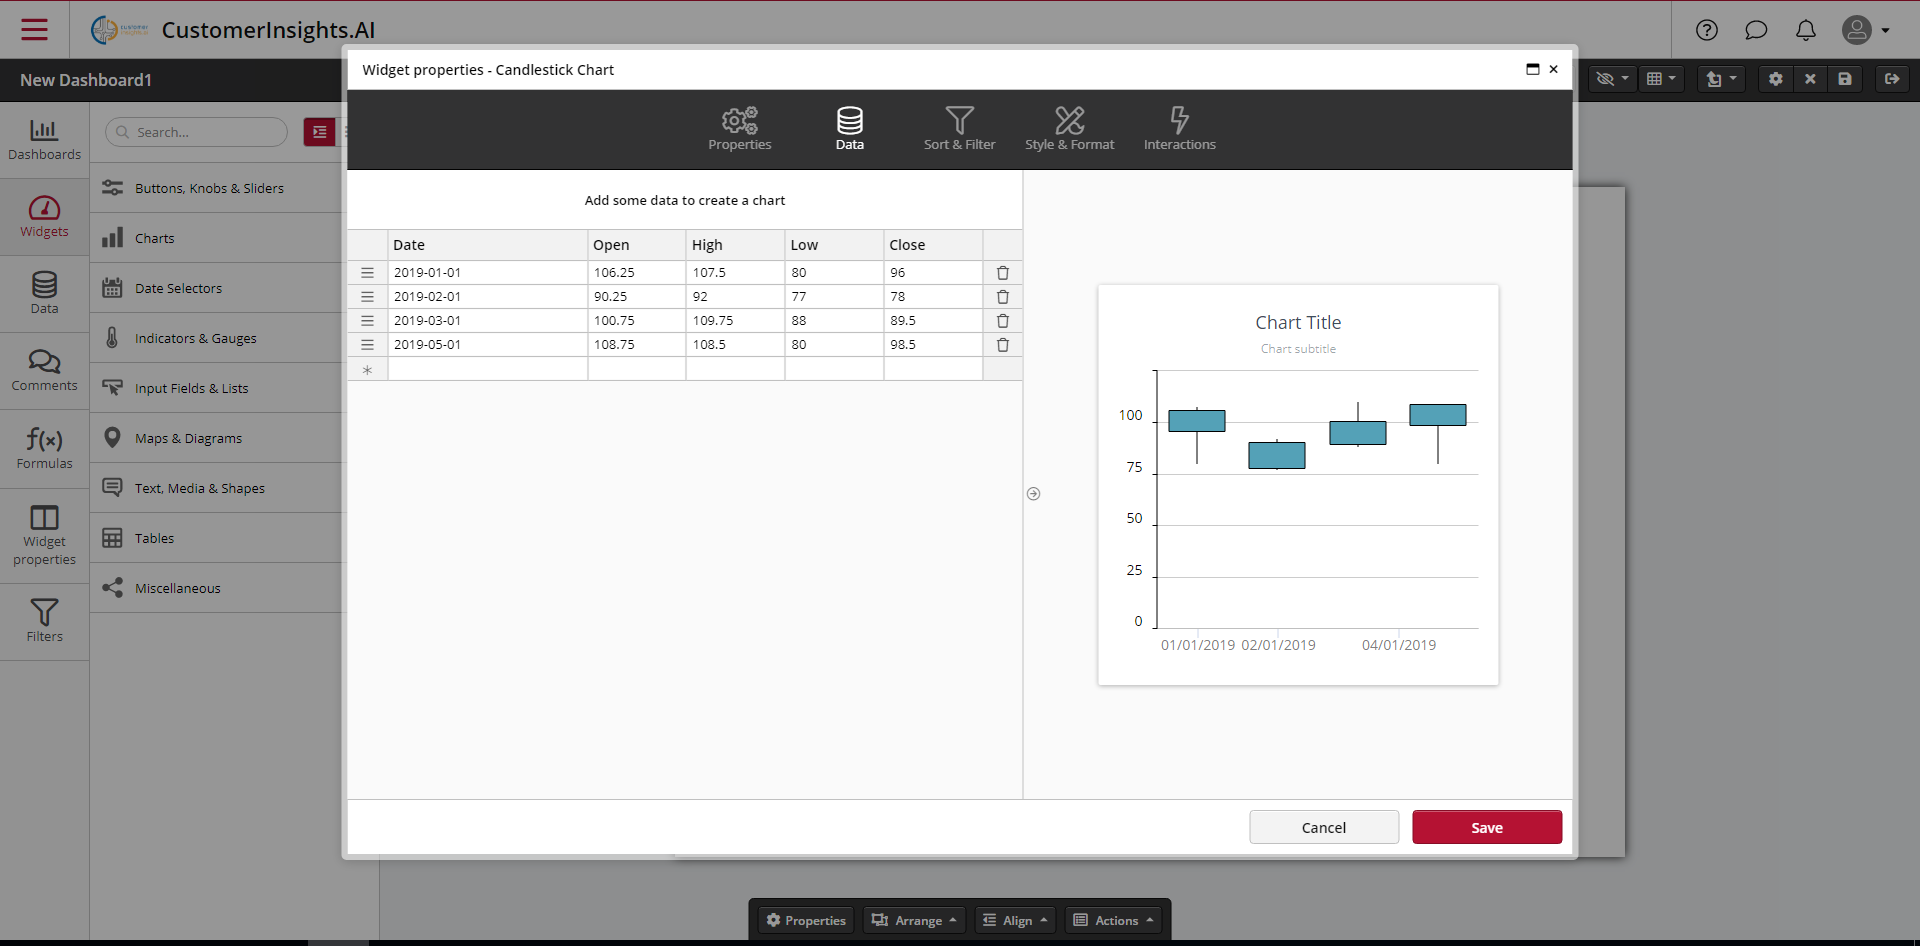 CustomerInsights.AI
New Dashboard1
Dashboards
Widgets
Data
Comments
f(x)
Formulas
Widget
properties
Filters
Search...
Buttons, Knobs & Sliders
Charts
Date Selectors
Indicators & Gauges
Input Fields & Lists
Maps & Diagrams
Text, Media & Shapes
Tables
Miscellaneous
Widget properties - Candlestick Chart
Properties
Data
Sort & Filter
Style & Format
Interactions
Add some data to create a chart
Date Open High Low Close
2019-01-01 106.25 107.5 80 96
2019-02-01 90.25 92 77 78
2019-03-01 100.75 109.75 88 89.5
2019-05-01 108.75 108.5 80 98.5
Chart Title
Chart subtitle
100
75
50
25
0
01/01/2019 02/01/2019 04/01/2019
Cancel
Save
Properties
Arrange
Align
Actions